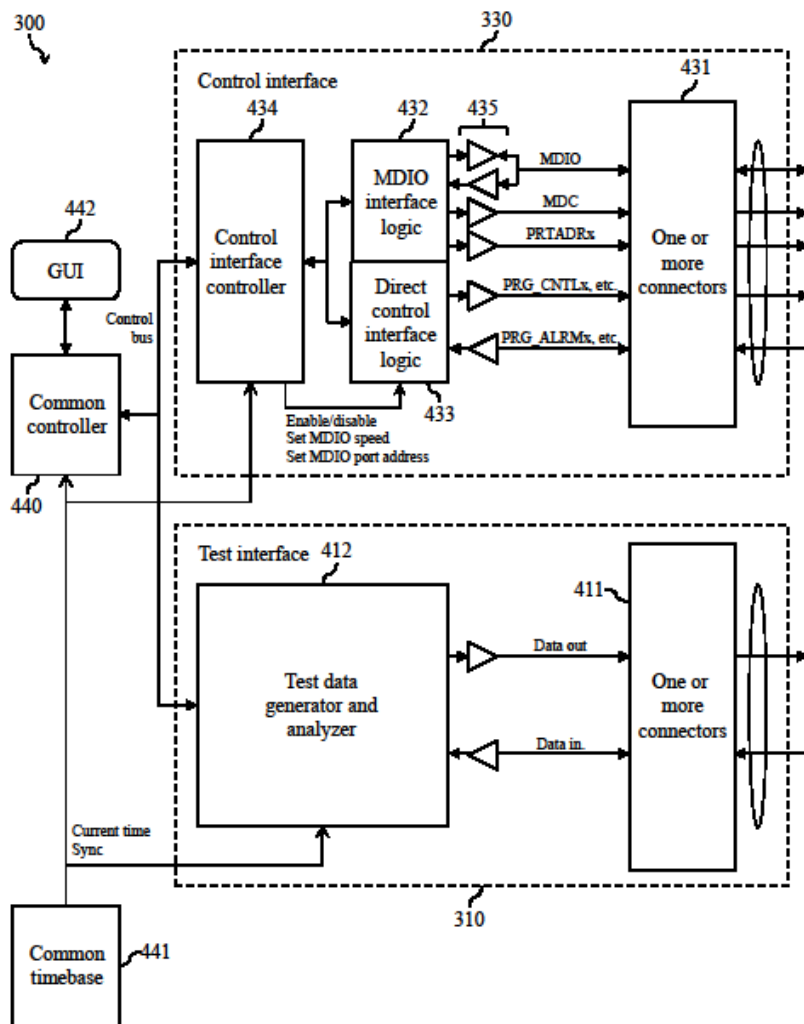 300
330
Control interface
434
432
435
431
MDIO
MDIO
interface
logic
MDC
PRTADRx
442
GUI
Control
interface
controller
One or
more
connectors
Direct
control
interface
logic
PRG_CNTLx, etc.
Control
bus
PRG_ALRMx, etc.
Common
controller
433
Enable/disable
Set MDIO speed
Set MDIO port address
440
Test interface
412
411
Data out
Test data
generator and
analyzer
One or
more
connectors
Data in.
Current time
Sync
310
Common
timebase
441